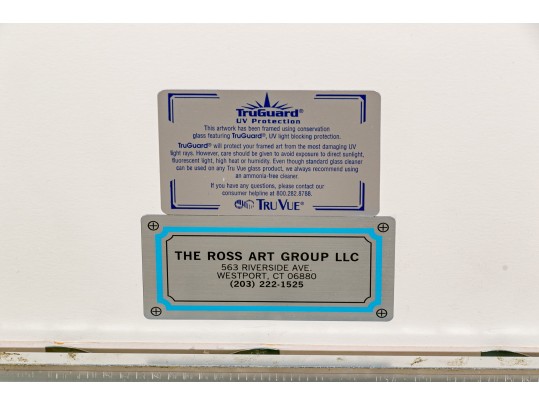 TruGuard®
UV Protection
This artwork has been framed using conservation
glass featuring TruGuard®, UV light blocking protection.
TruGuard® will protect your framed art from the most damaging UV
light rays. However, care should be given to avoid exposure to direct sunlight,
fluorescent light, high heat or humidity. Even though standard glass cleaner
can be used on any Tru Vue glass product, we always recommend using
an ammonia-free cleaner.
If you have any questions, please contact our
consumer helpline at 800.282.8788.
TRU VUE®
THE ROSS ART GROUP LLC
563 RIVERSIDE AVE.
WESTPORT, CT 06880
(203) 222-1525